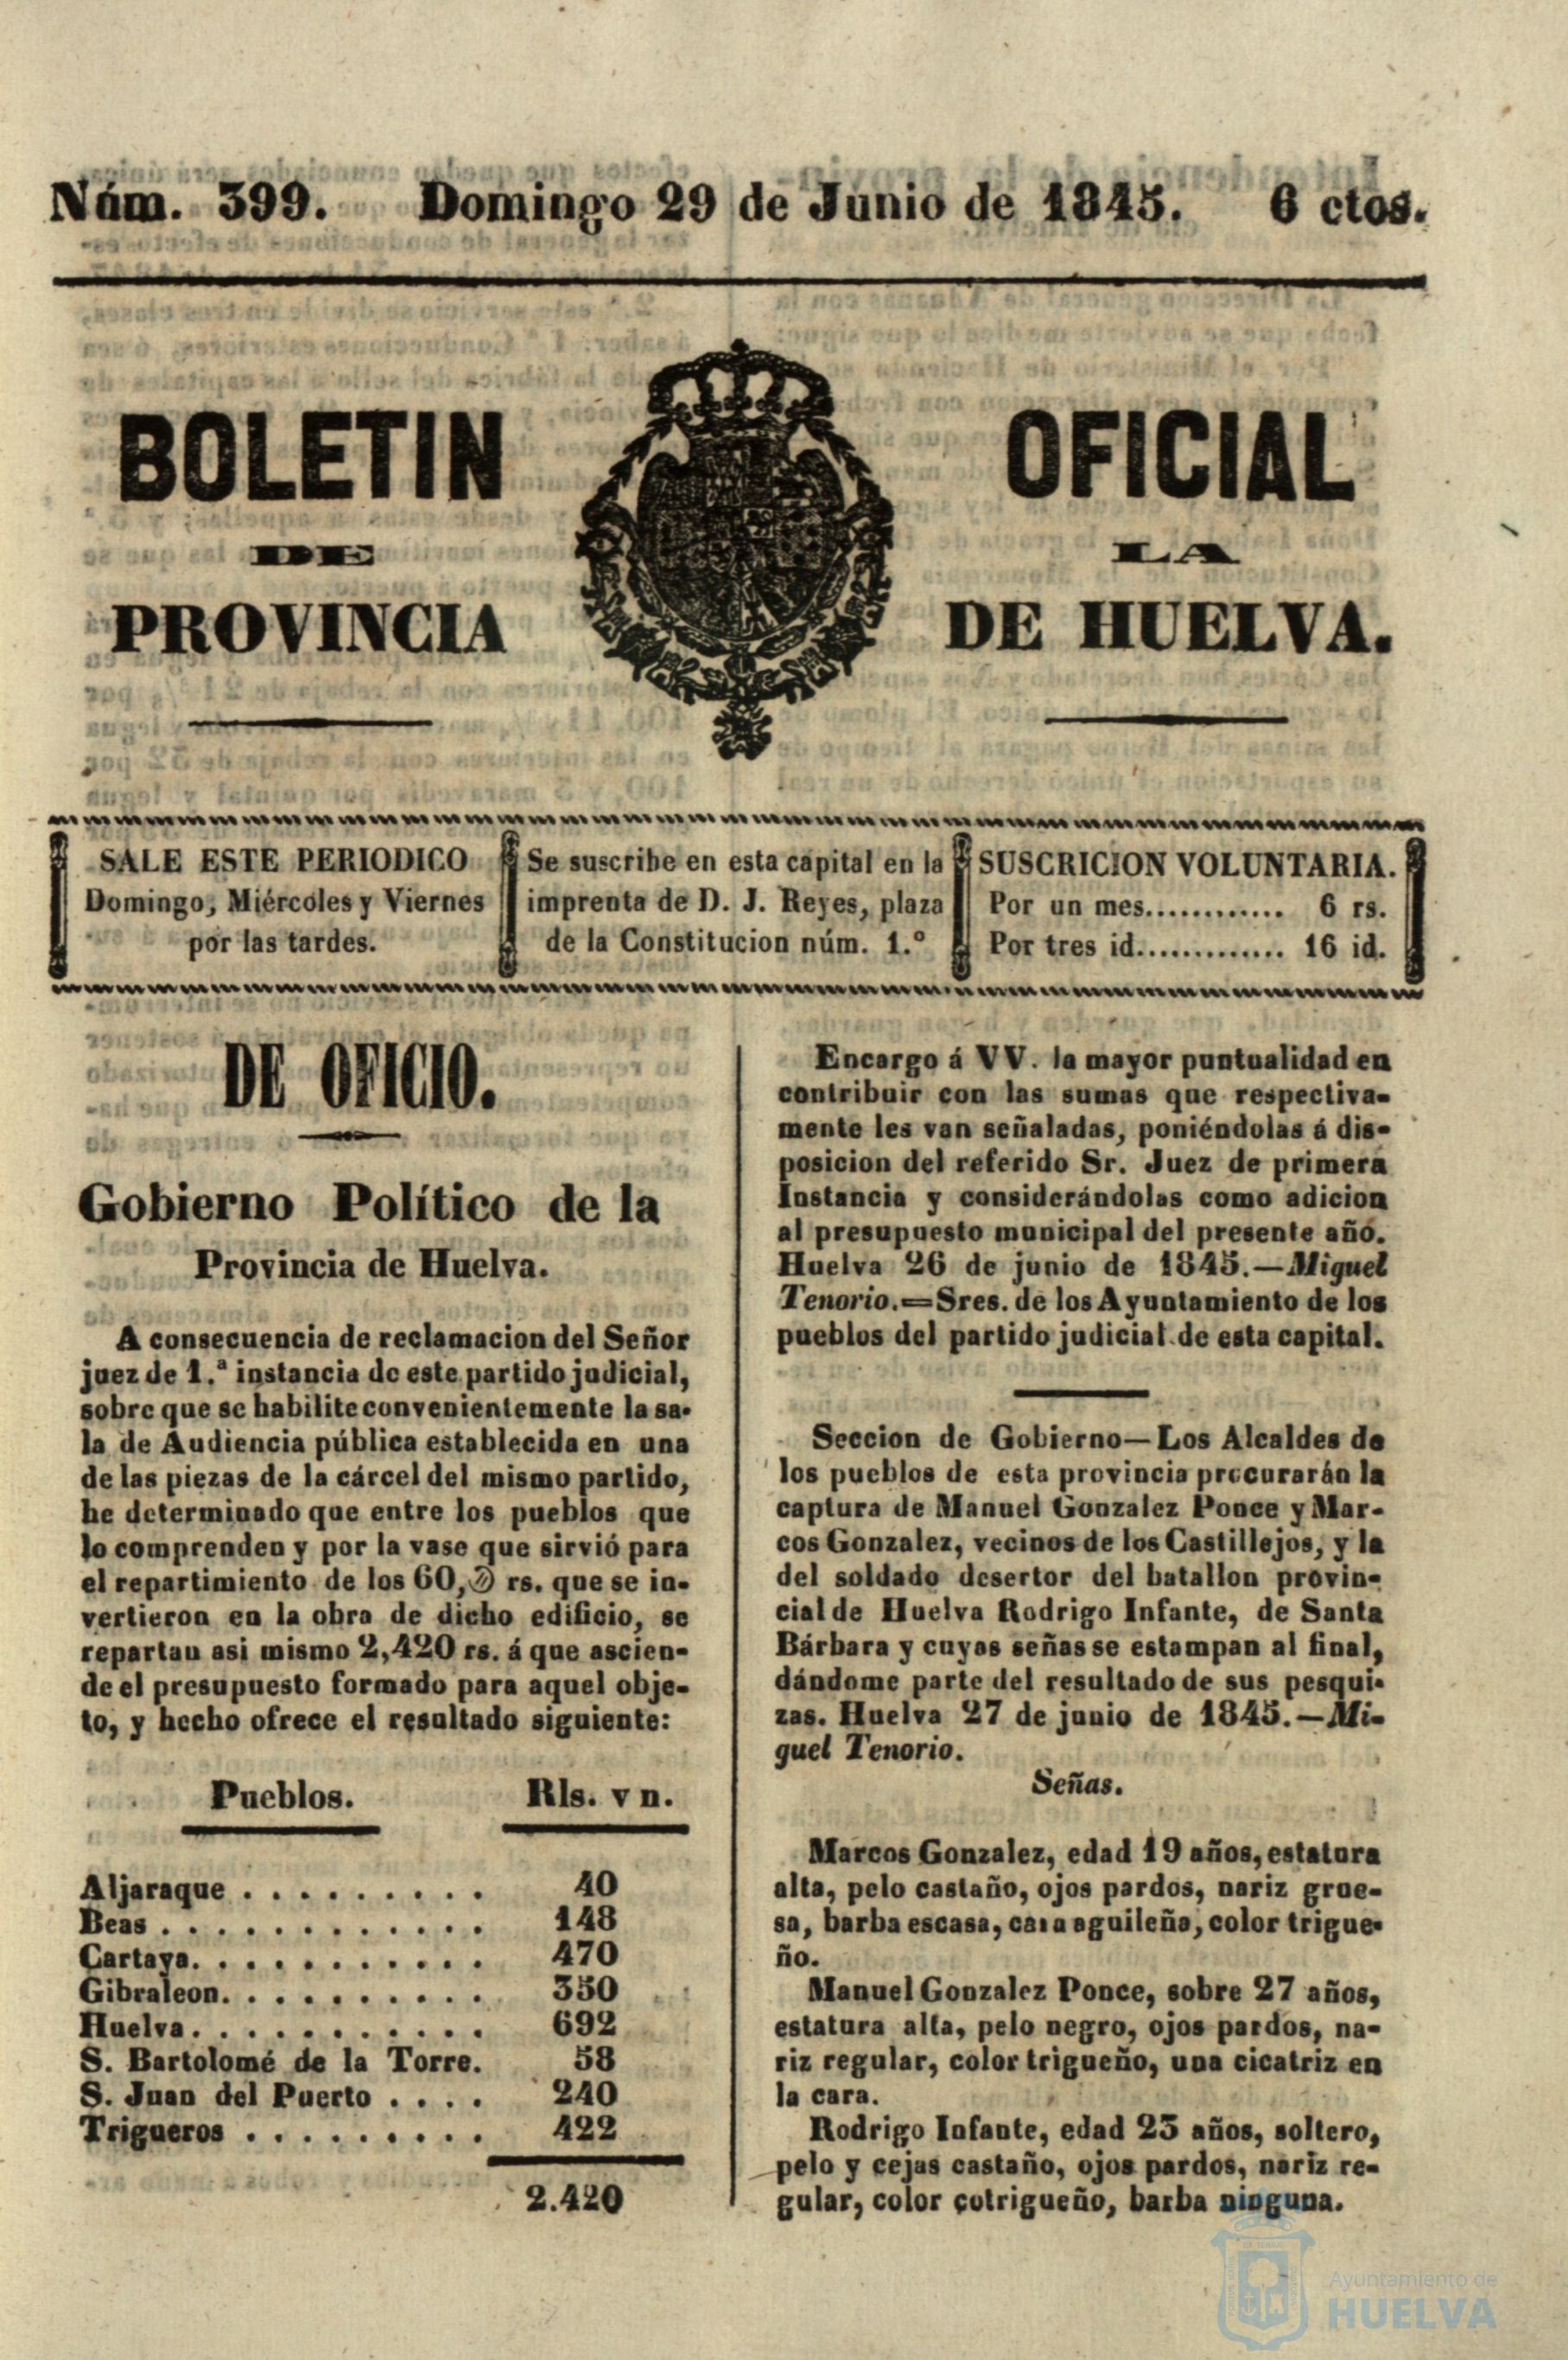 Núm. 399. Domingo 29 de Junio de 1845. 6 ctos.
BOLETIN OFICIAL
DE LA
PROVINCIA DE HUELVA.
SALE ESTE PERIODICO
Domingo, Miércoles y Viernes
por las tardes.
Se suscribe en esta capital en la
imprenta de D. J. Reyes, plaza
de la Constitucion núm. 1.º
SUSCRICION VOLUNTARIA.
Por un mes............ 6 rs.
Por tres id............. 16 id.
DE OFICIO.
Gobierno Político de la
Provincia de Huelva.
A consecuencia de reclamacion del Señor
juez de 1.ª instancia de este partido judicial,
sobre que se habilite convenientemente la sa-
la de Audiencia pública establecida en una
de las piezas de la cárcel del mismo partido,
he determinado que entre los pueblos que
lo comprenden y por la vase que sirvió para
el repartimiento de los 60, rs. que se in-
vertieron en la obra de dicho edificio, se
repartan asi mismo 2,420 rs. á que ascien-
de el presupuesto formado para aquel obje-
to, y hecho ofrece el resultado siguiente:
Pueblos. Rls. vn.
Aljaraque . . . . . . . . . 40
Beas . . . . . . . . . . . . 148
Cartaya. . . . . . . . . . . 470
Gibraleon. . . . . . . . . . 350
Huelva. . . . . . . . . . . 692
S. Bartolomé de la Torre. 58
S. Juan del Puerto . . . . 240
Trigueros . . . . . . . . . 422
2.420
Encargo á VV. la mayor puntualidad en
contribuir con las sumas que respectiva-
mente les van señaladas, poniéndolas á dis-
posicion del referido Sr. Juez de primera
Instancia y considerándolas como adicion
al presupuesto municipal del presente año.
Huelva 26 de junio de 1845.—Miguel
Tenorio.=Sres. de los Ayuntamiento de los
pueblos del partido judicial de esta capital.
Seccion de Gobierno—Los Alcaldes de
los pueblos de esta provincia procurarán la
captura de Manuel Gonzalez Ponce y Mar-
cos Gonzalez, vecinos de los Castillejos, y la
del soldado desertor del batallon provin-
cial de Huelva Rodrigo Infante, de Santa
Bárbara y cuyas señas se estampan al final,
dándome parte del resultado de sus pesqui-
zas. Huelva 27 de junio de 1845.—Mi-
guel Tenorio.
Señas.
Marcos Gonzalez, edad 19 años, estatura
alta, pelo castaño, ojos pardos, nariz grue-
sa, barba escasa, cara aguileña, color trigue-
ño.
Manuel Gonzalez Ponce, sobre 27 años,
estatura alta, pelo negro, ojos pardos, na-
riz regular, color trigueño, una cicatriz en
la cara.
Rodrigo Infante, edad 23 años, soltero,
pelo y cejas castaño, ojos pardos, nariz re-
gular, color cotrigueño, barba ninguna.
Ayuntamiento de
HUELVA